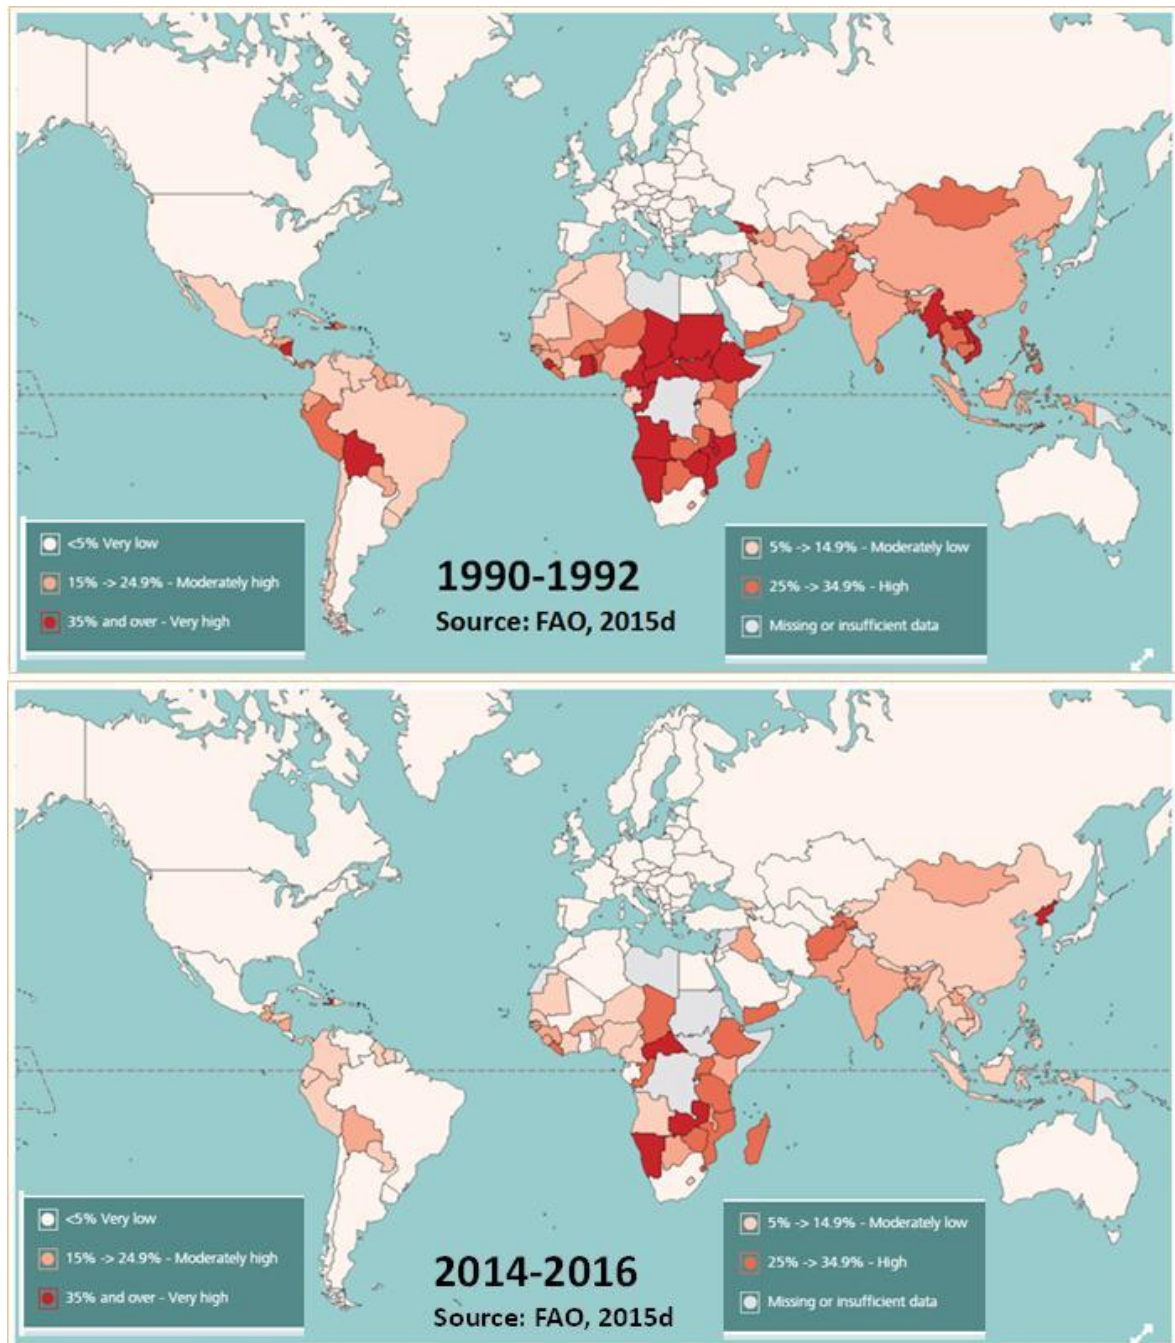 <5% Very low
15% -> 24.9% - Moderately high
35% and over - Very high
1990-1992
Source: FAO, 2015d
5% -> 14.9% - Moderately low
25% -> 34.9% - High
Missing or insufficient data
<5% Very low
15% -> 24.9% - Moderately high
35% and over - Very high
2014-2016
Source: FAO, 2015d
5% -> 14.9% - Moderately low
25% -> 34.9% - High
Missing or insufficient data